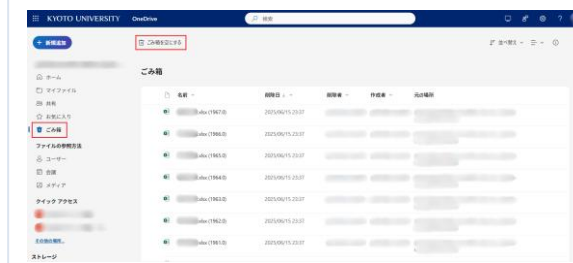 KYOTO UNIVERSITY OneDrive 検索
+ 新規追加
ごみ箱を空にする
並べ替え
ホーム
マイファイル
共有
お気に入り
ごみ箱
ファイルの参照方法
ユーザー
会議
メディア
クイック アクセス
その他の場所...
ストレージ
ごみ箱
名前 削除日 ↓ 削除者 作成者 元の場所
.xlsx (1967.0) 2025/06/15 23:07
.xlsx (1966.0) 2025/06/15 23:07
.xlsx (1965.0) 2025/06/15 23:07
.xlsx (1964.0) 2025/06/15 23:07
.xlsx (1963.0) 2025/06/15 23:07
.xlsx (1962.0) 2025/06/15 23:07
.xlsx (1961.0) 2025/06/15 23:07